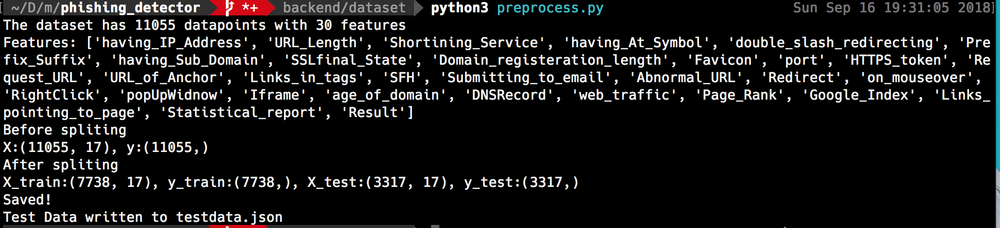 ~/D/m/phishing_detector *+ backend/dataset python3 preprocess.py Sun Sep 16 19:31:05 2018
The dataset has 11055 datapoints with 30 features
Features: ['having_IP_Address', 'URL_Length', 'Shortining_Service', 'having_At_Symbol', 'double_slash_redirecting', 'Pre
fix_Suffix', 'having_Sub_Domain', 'SSLfinal_State', 'Domain_registeration_length', 'Favicon', 'port', 'HTTPS_token', 'Re
quest_URL', 'URL_of_Anchor', 'Links_in_tags', 'SFH', 'Submitting_to_email', 'Abnormal_URL', 'Redirect', 'on_mouseover',
'RightClick', 'popUpWidnow', 'Iframe', 'age_of_domain', 'DNSRecord', 'web_traffic', 'Page_Rank', 'Google_Index', 'Links_
pointing_to_page', 'Statistical_report', 'Result']
Before spliting
X:(11055, 17), y:(11055,)
After spliting
X_train:(7738, 17), y_train:(7738,), X_test:(3317, 17), y_test:(3317,)
Saved!
Test Data written to testdata.json